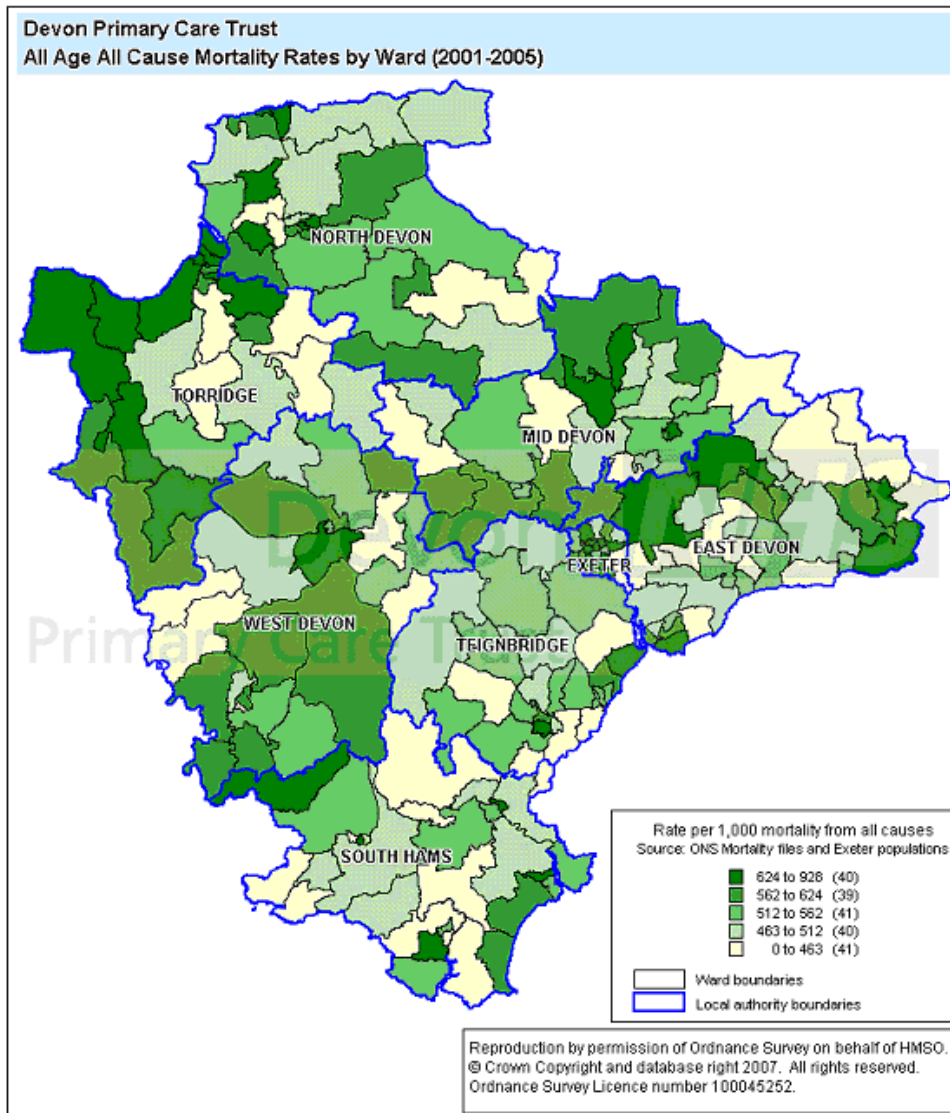 Devon Primary Care Trust
All Age All Cause Mortality Rates by Ward (2001-2005)
NORTH DEVON
TORRIDGE
MID DEVON
Devon NHS
EAST DEVON
EXETER
WEST DEVON
Primary Care Trust
TEIGNBRIDGE
SOUTH HAMS
Rate per 1,000 mortality from all causes
Source: ONS Mortality files and Exeter populations
624 to 928 (40)
562 to 624 (39)
512 to 562 (41)
463 to 512 (40)
0 to 463 (41)
Ward boundaries
Local authority boundaries
Reproduction by permission of Ordnance Survey on behalf of HMSO.
© Crown Copyright and database right 2007. All rights reserved.
Ordnance Survey Licence number 100045252.